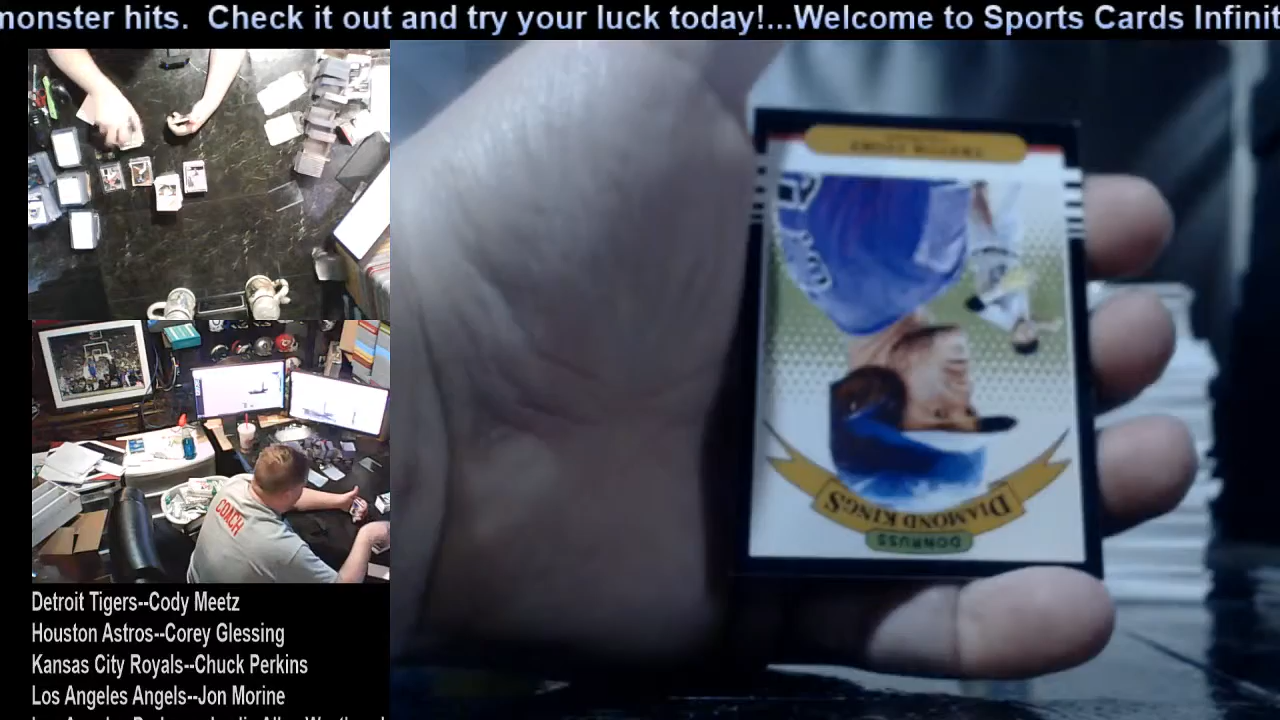 monster hits. Check it out and try your luck today!...Welcome to Sports Cards Infinit
COACH
DIAMOND KINGS
DONRUSS
Detroit Tigers--Cody Meetz
Houston Astros--Corey Glessing
Kansas City Royals--Chuck Perkins
Los Angeles Angels--Jon Morine